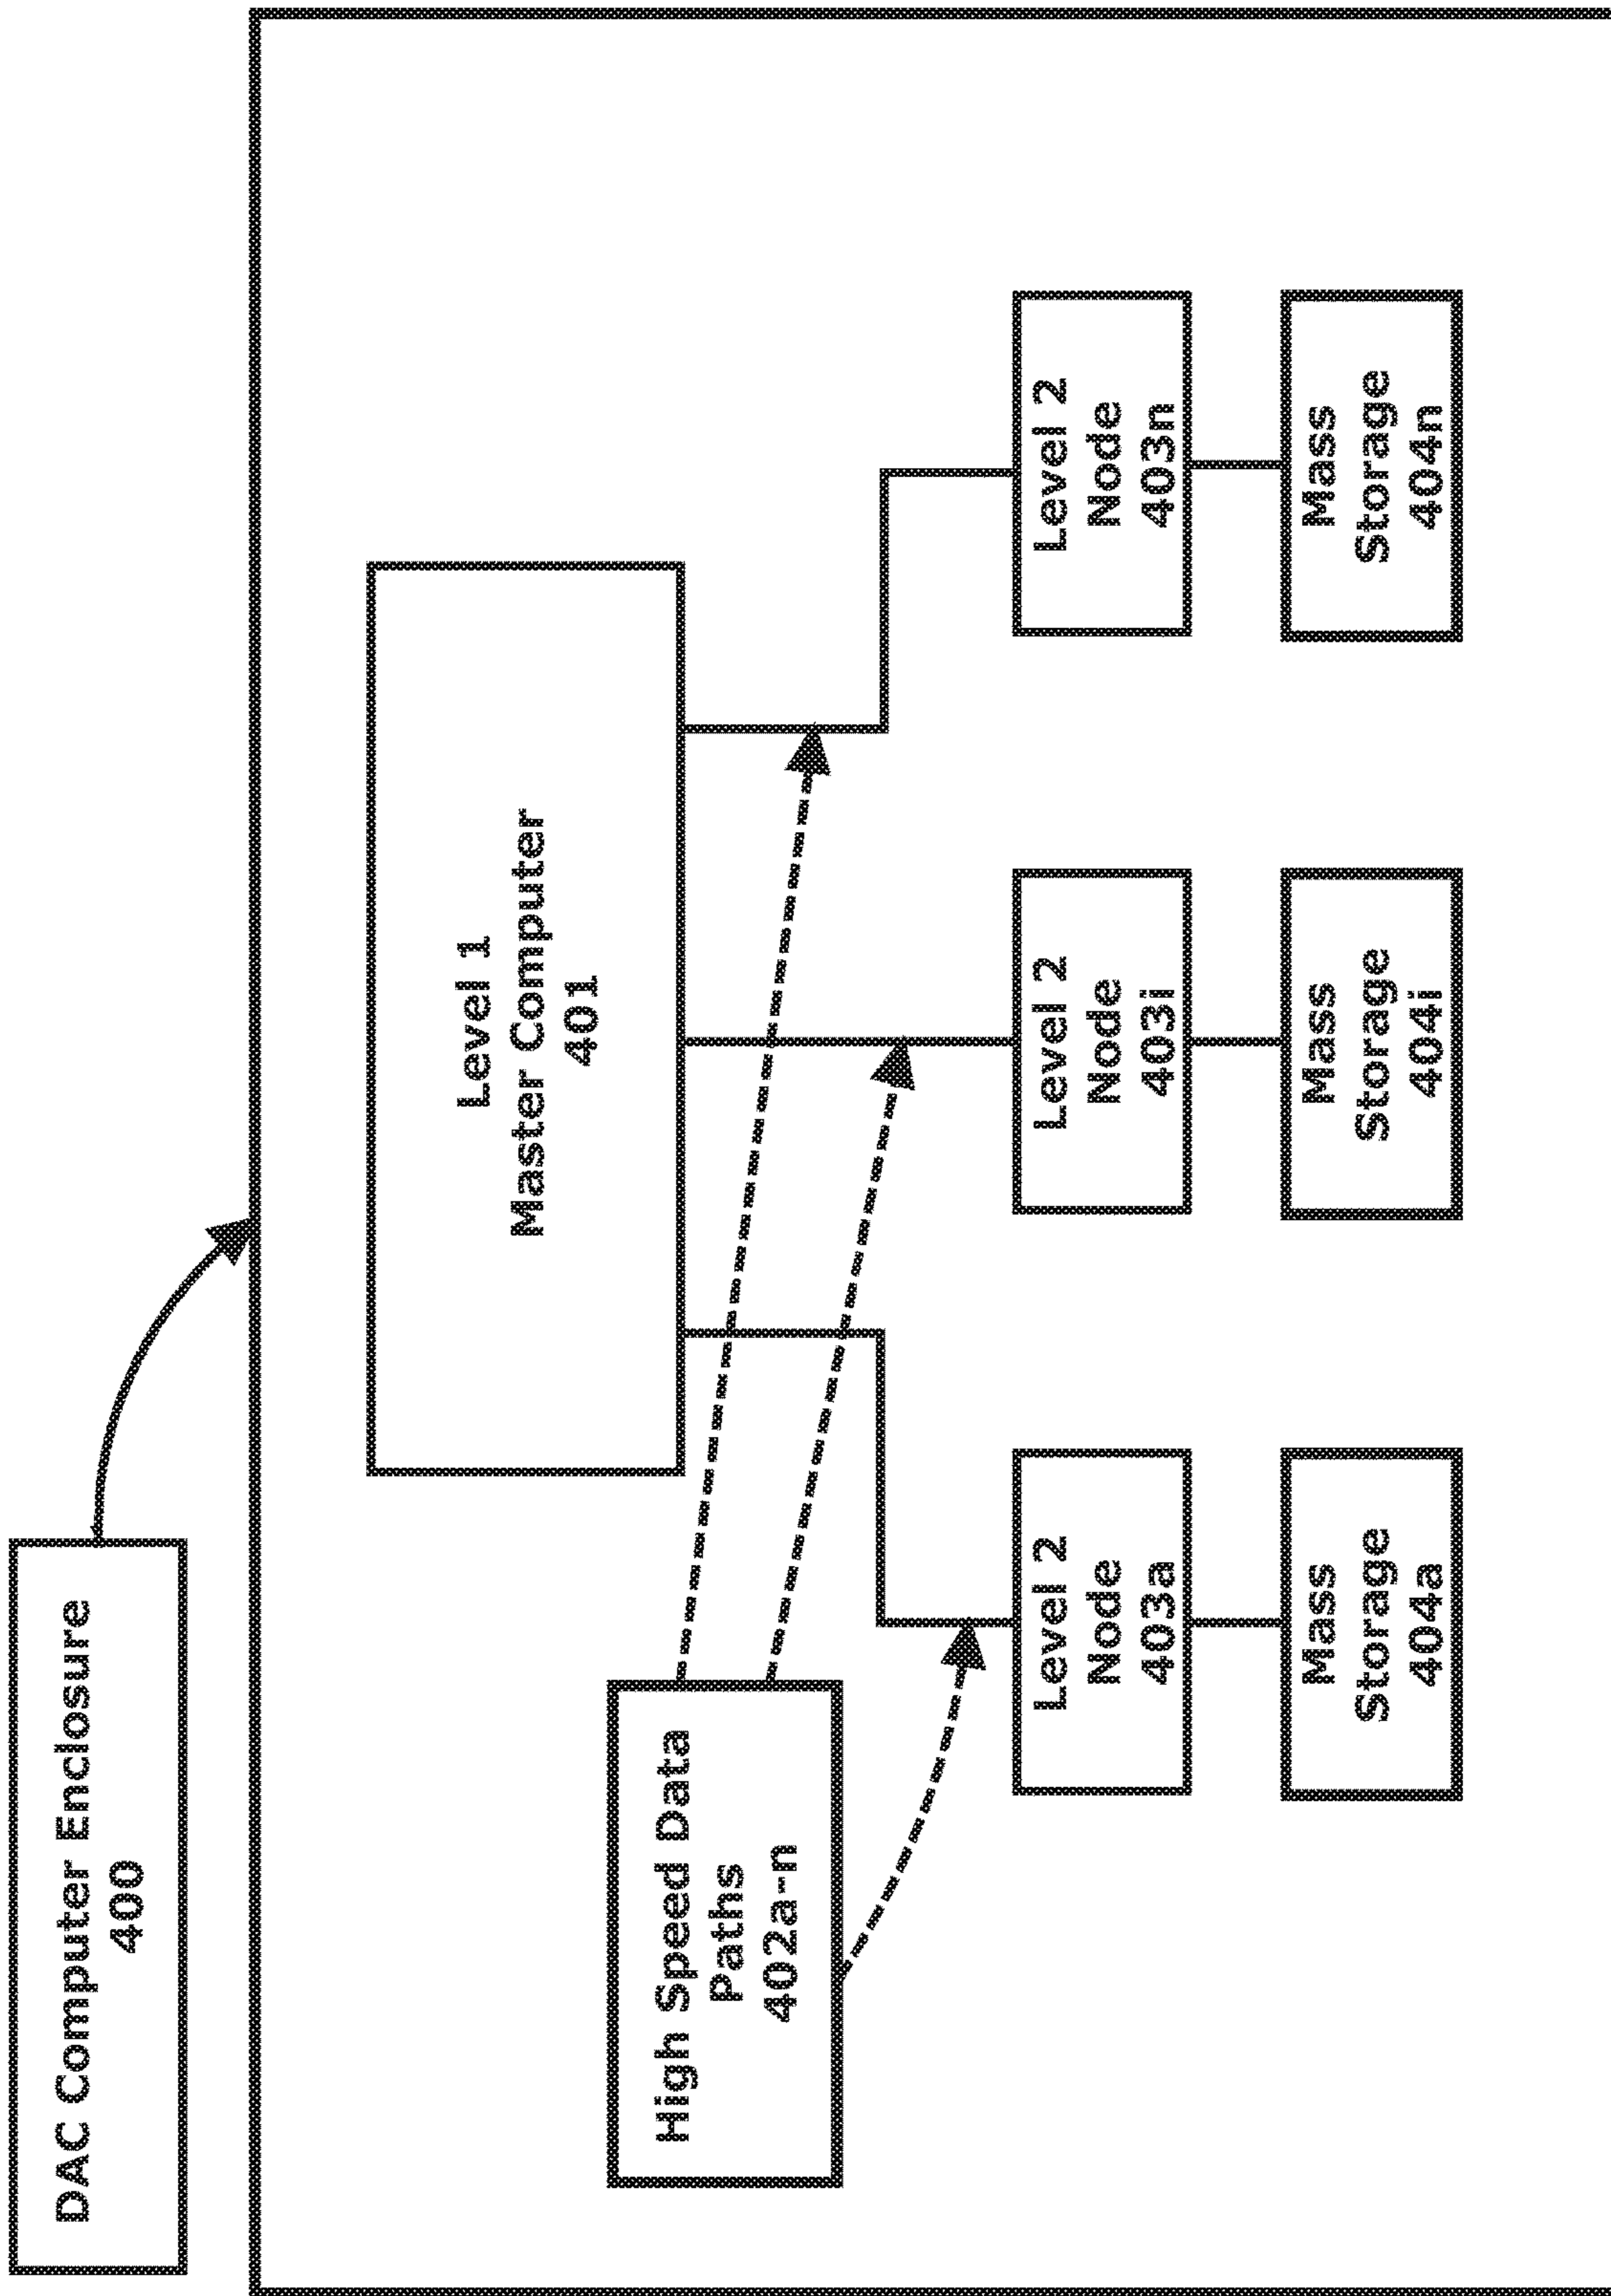 DAC Computer Enclosure
400
Level 1
Master Computer
401
High Speed Data
Paths
402a-n
Level 2
Node
403a
Level 2
Node
403i
Level 2
Node
403n
Mass
Storage
404a
Mass
Storage
404i
Mass
Storage
404n